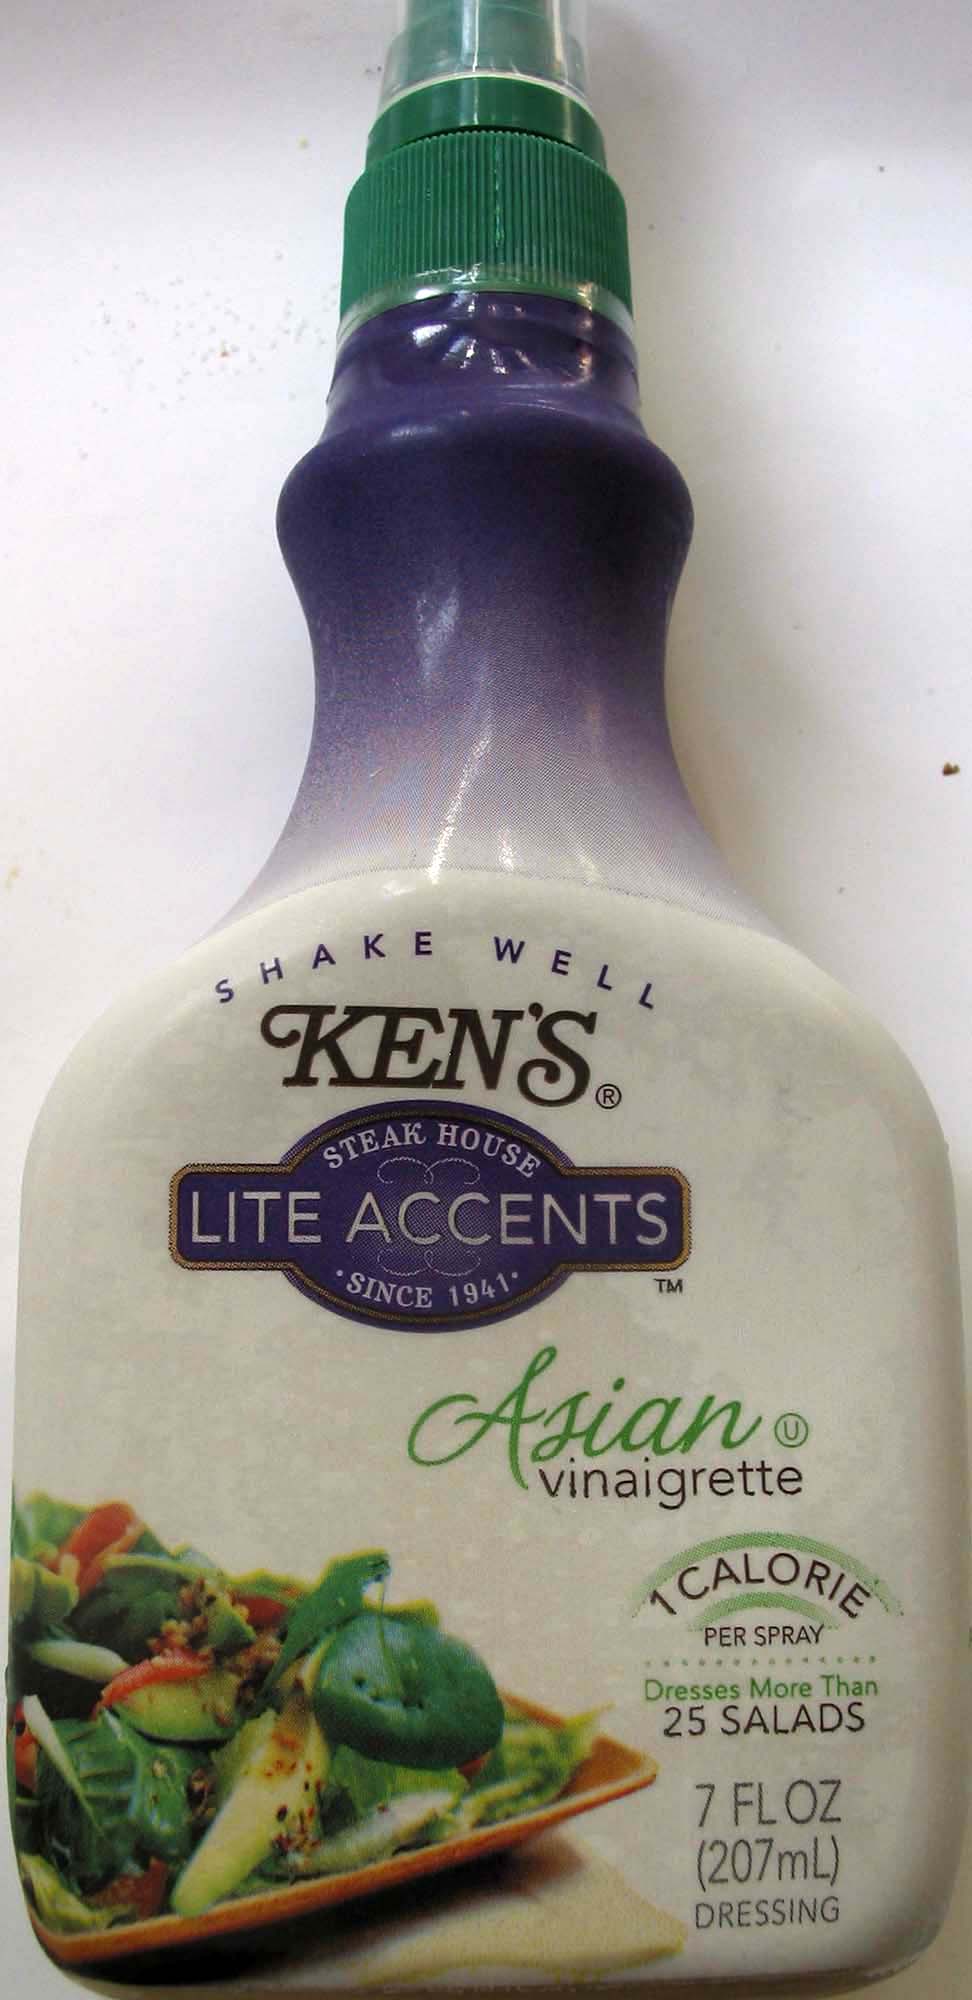 SHAKE WELL
KEN'S®
STEAK HOUSE
LITE ACCENTS
·SINCE 1941·
TM
Asian Ⓤ
vinaigrette
1 CALORIE
PER SPRAY
Dresses More Than
25 SALADS
7 FL OZ
(207mL)
DRESSING